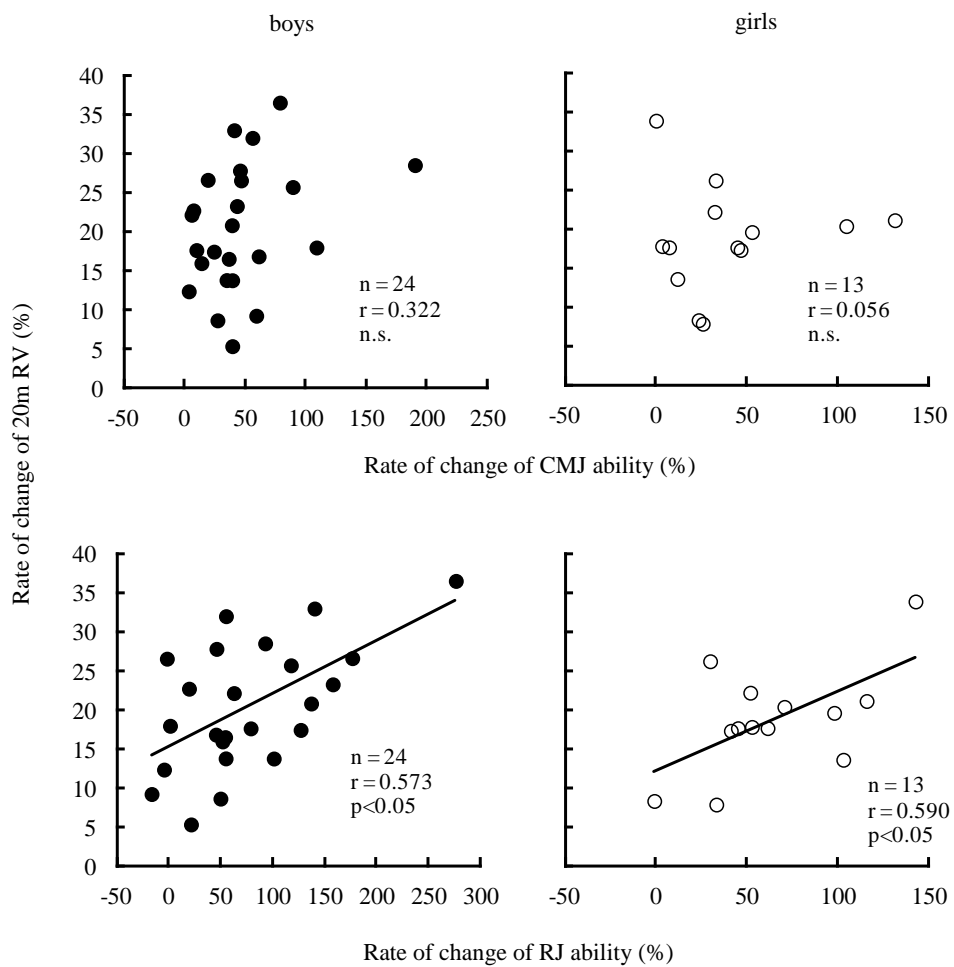 boys
girls
Rate of change of 20m RV (%)
40
35
30
25
20
15
10
5
0
-50 0 50 100 150 200 250
n = 24
r = 0.322
n.s.
-50 0 50 100 150
n = 13
r = 0.056
n.s.
Rate of change of CMJ ability (%)
40
35
30
25
20
15
10
5
0
-50 0 50 100 150 200 250 300
n = 24
r = 0.573
p<0.05
-50 0 50 100 150
n = 13
r = 0.590
p<0.05
Rate of change of RJ ability (%)